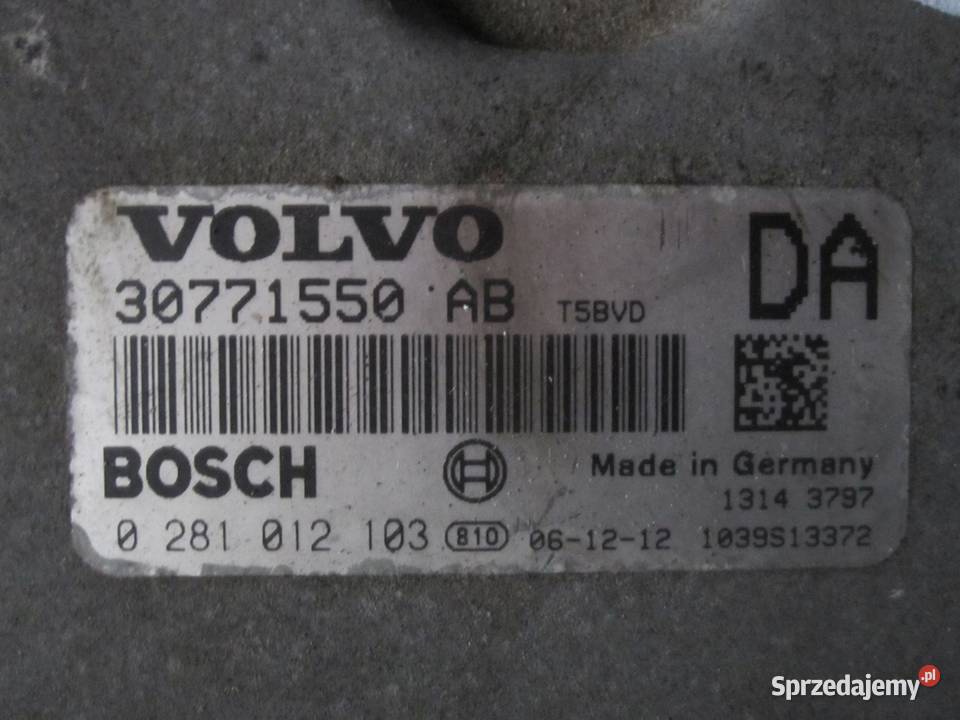 VOLVO
DA
30771550 AB T5BVD
BOSCH
Made in Germany
1314 3797
0 281 012 103 810 06-12-12 1039S13372
Sprzedajemy.pl